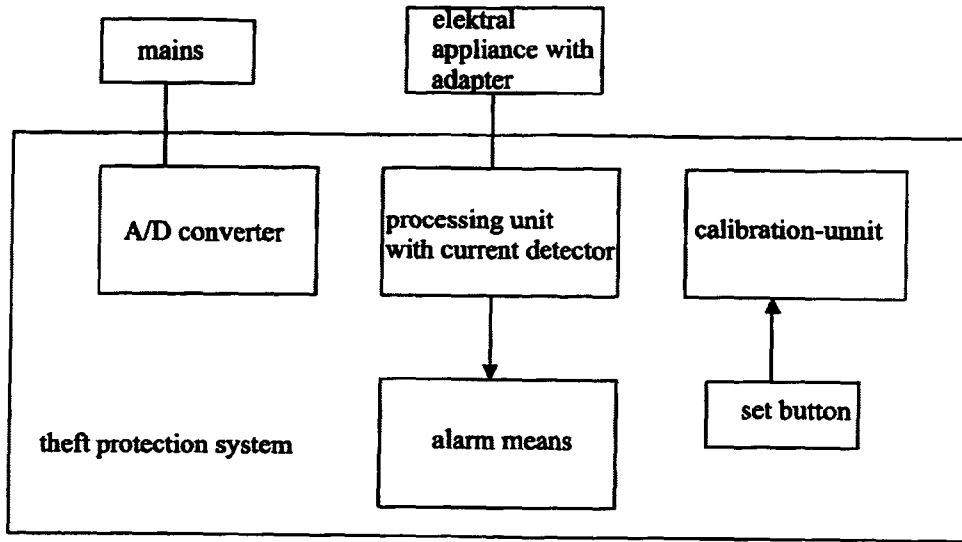 mains
elektral
appliance with
adapter
A/D converter
processing unit
with current detector
calibration-unnit
set button
theft protection system
alarm means